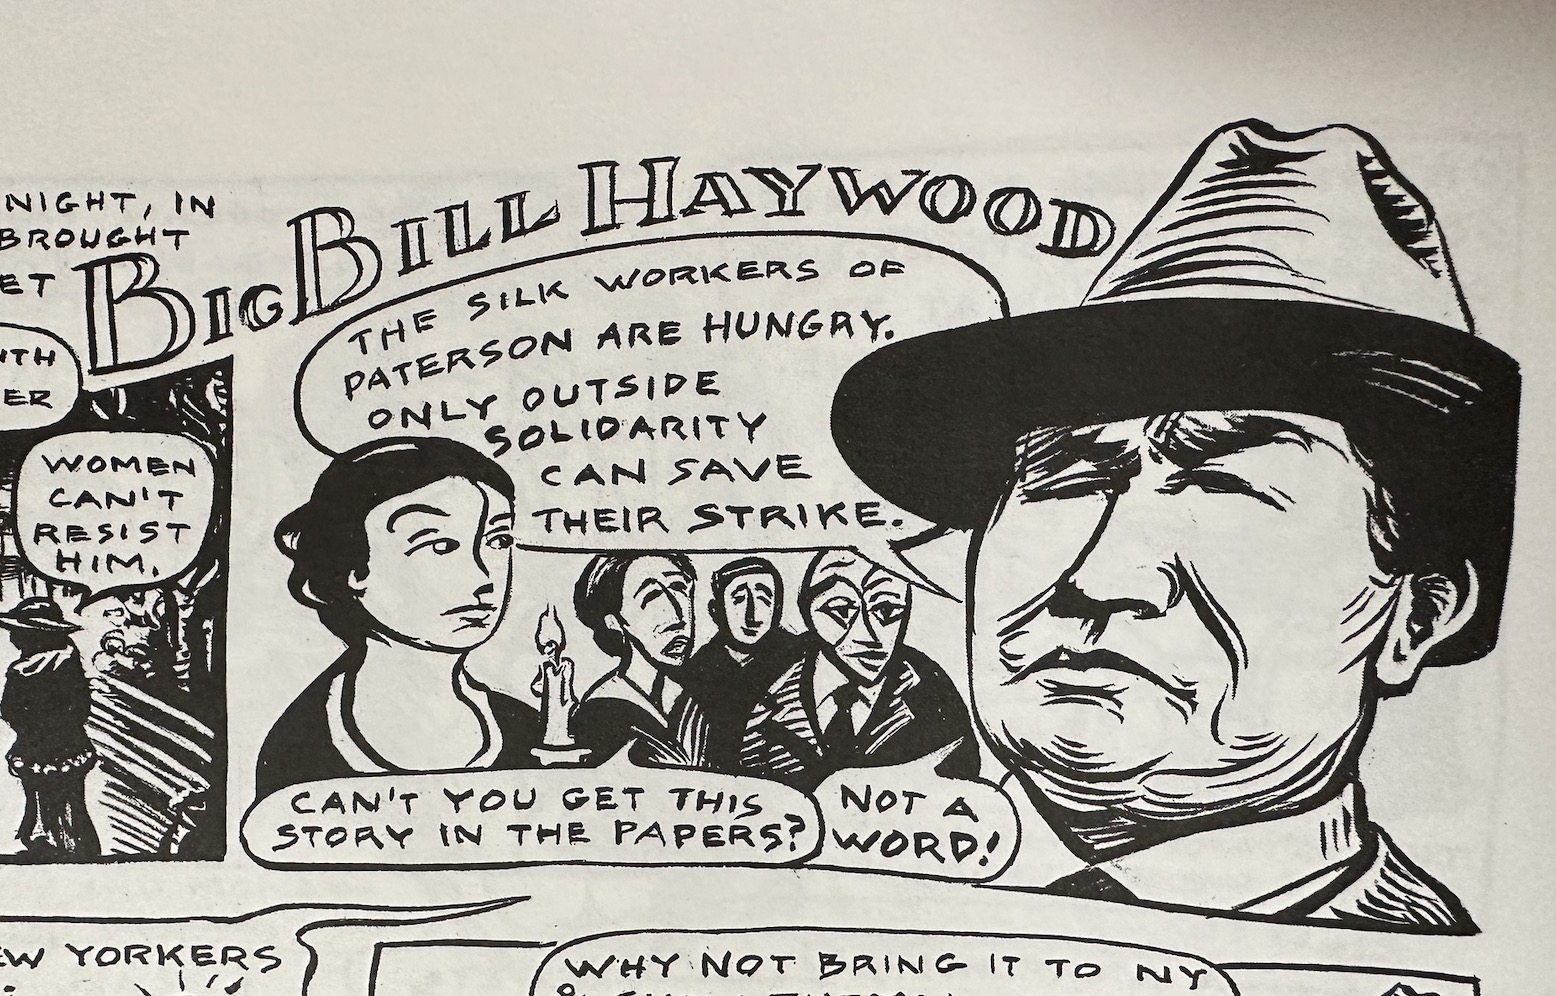 NIGHT, IN
BROUGHT
ET
BIG BILL HAYWOOD
ER
WOMEN
CAN'T
RESIST
HIM.
THE SILK WORKERS OF
PATERSON ARE HUNGRY.
ONLY OUTSIDE
SOLIDARITY
CAN SAVE
THEIR STRIKE.
CAN'T YOU GET THIS
STORY IN THE PAPERS?
NOT A
WORD!
EW YORKERS
WHY NOT BRING IT TO NY